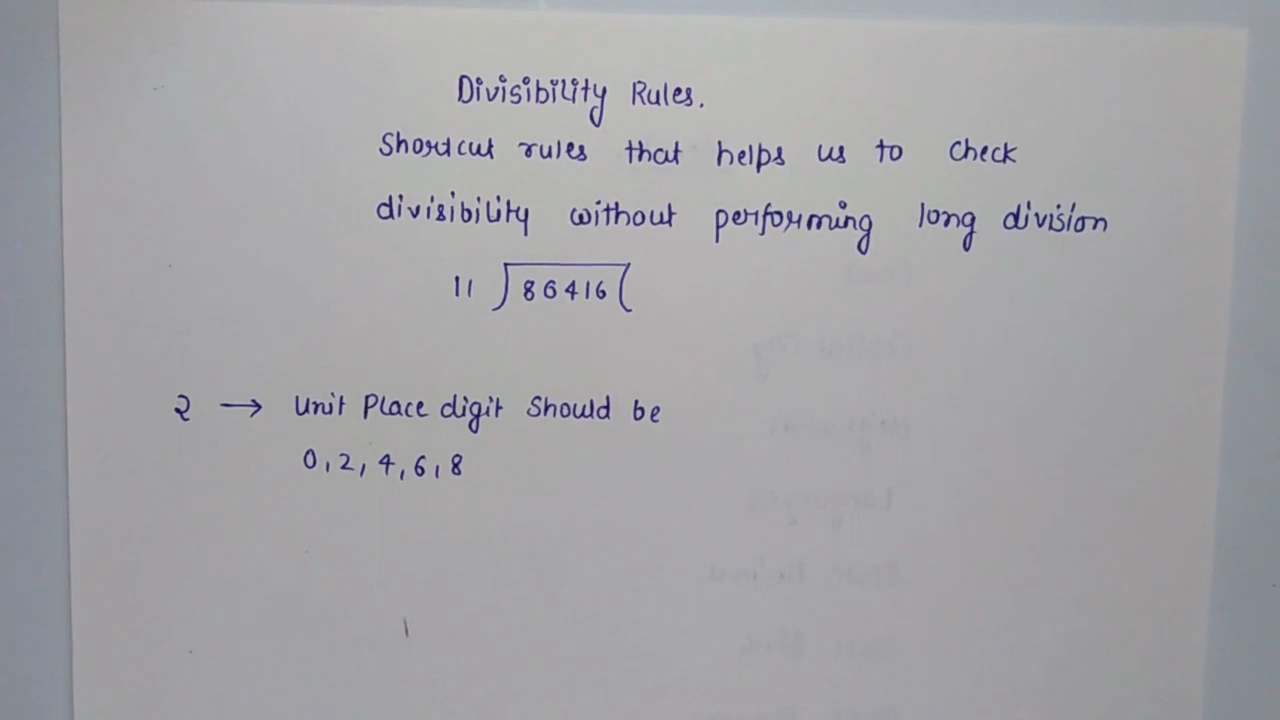 Divisibility Rules.
Shortcut rules that helps us to check
divisibility without performing long division
11 ) 86416 (
2 → Unit Place digit Should be
0, 2, 4, 6, 8